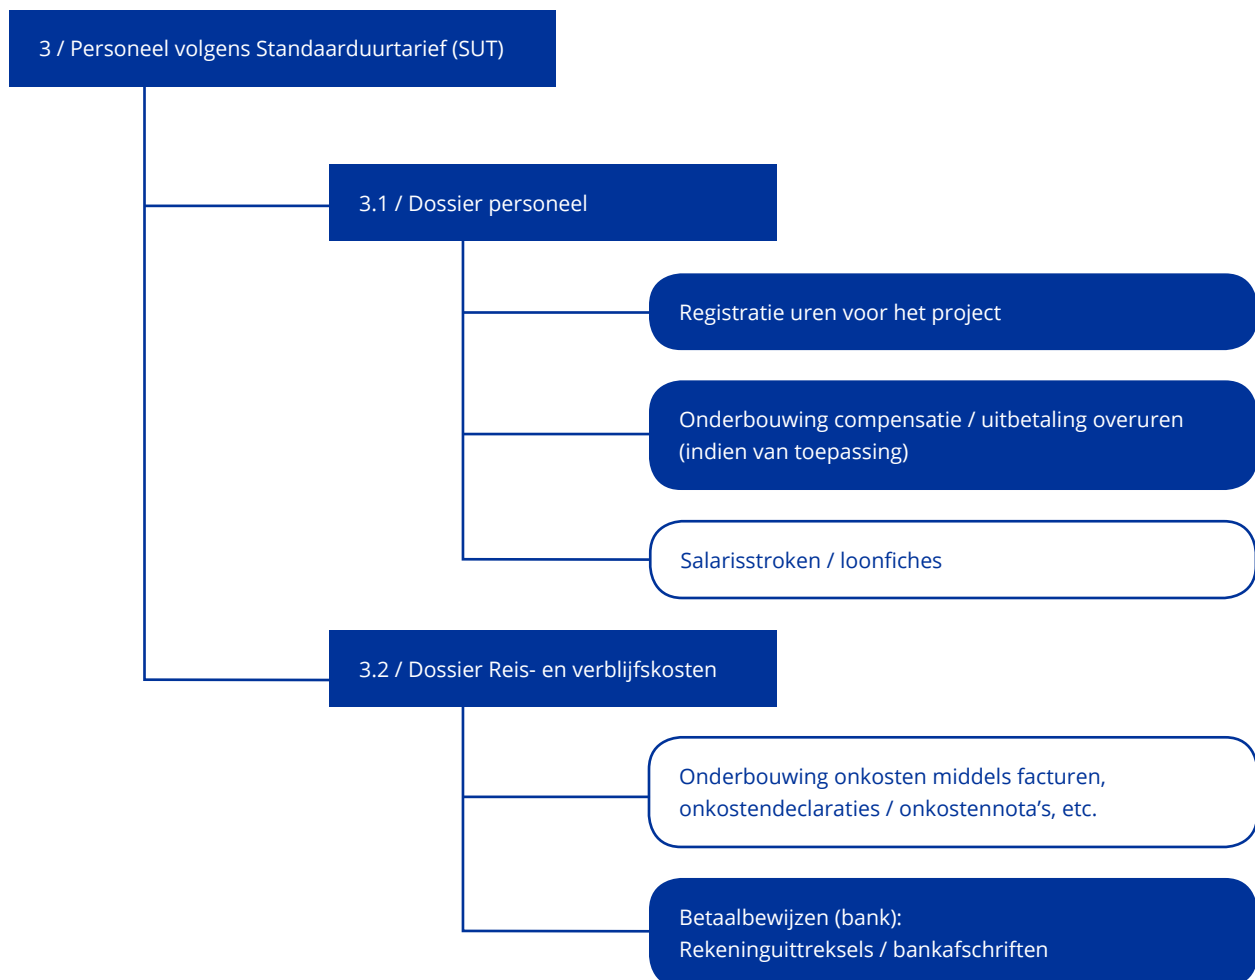 3 / Personeel volgens Standaarduurtarief (SUT)
3.1 / Dossier personeel
Registratie uren voor het project
Onderbouwing compensatie / uitbetaling overuren
(indien van toepassing)
Salarisstroken / loonfiches
3.2 / Dossier Reis- en verblijfskosten
Onderbouwing onkosten middels facturen,
onkostendeclaraties / onkostennota’s, etc.
Betaalbewijzen (bank):
Rekeninguittreksels / bankafschriften